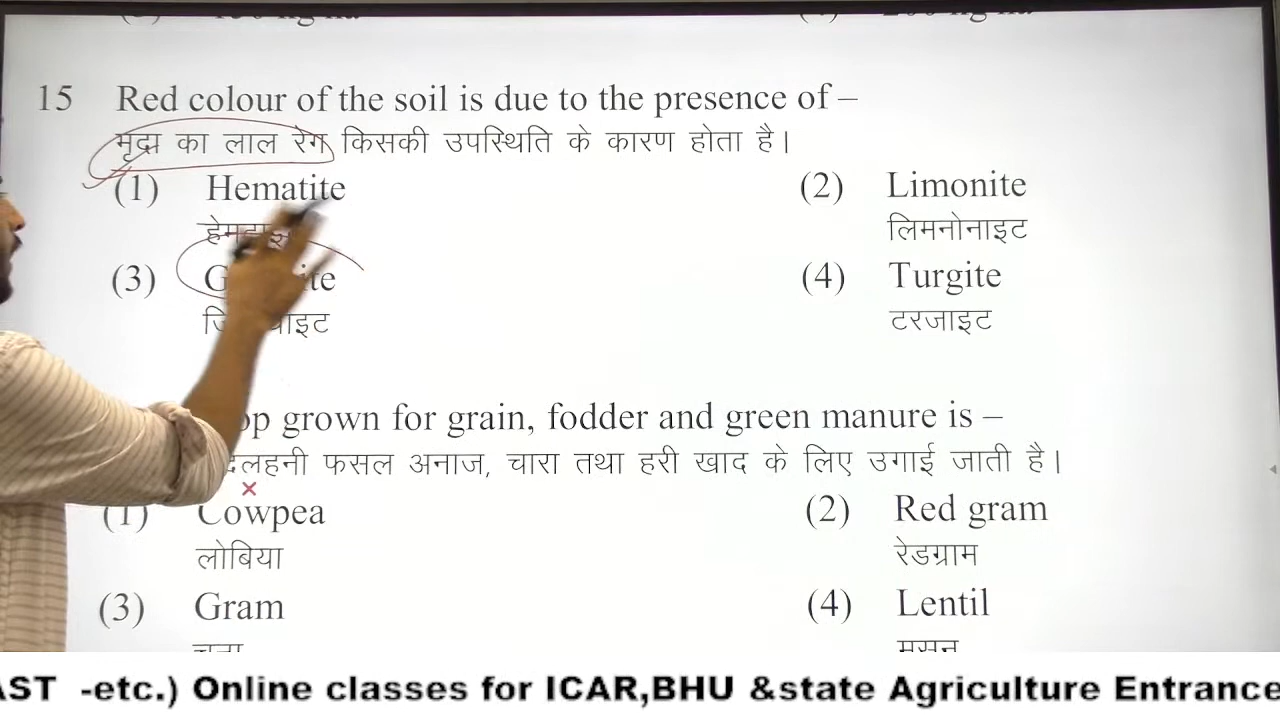 15 Red colour of the soil is due to the presence of –
मृदा का लाल रंग किसकी उपस्थिति के कारण होता है।
(1) Hematite (2) Limonite
लिमनोनाइट
(3) (4) Turgite
टरजाइट
grown for grain, fodder and green manure is –
दलहनी फसल अनाज, चारा तथा हरी खाद के लिए उगाई जाती है।
(1) Cowpea (2) Red gram
लोबिया रेडग्राम
(3) Gram (4) Lentil
-etc.) Online classes for ICAR,BHU &state Agriculture Entrance